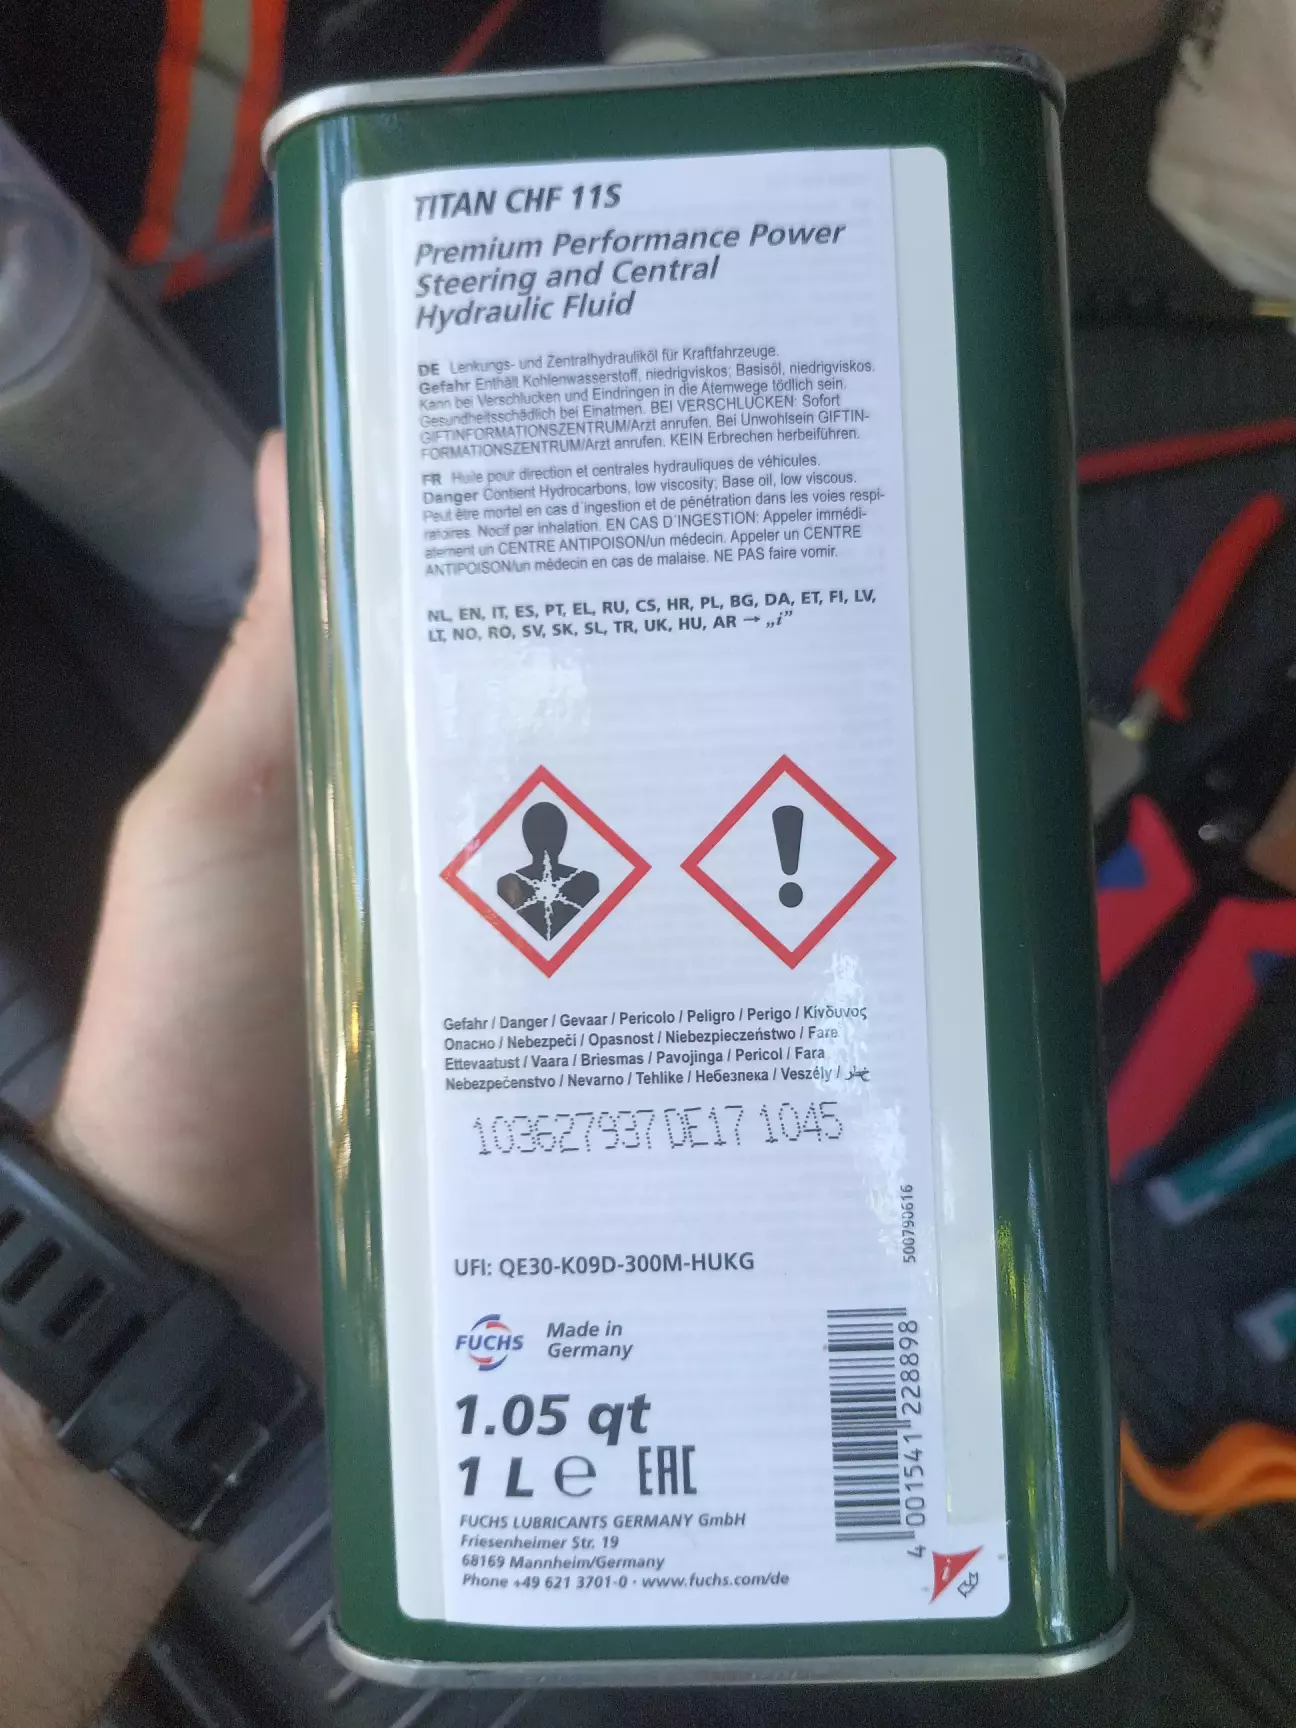 TITAN CHF 11S
Premium Performance Power
Steering and Central
Hydraulic Fluid
DE Lenkungs- und Zentralhydrauliköl für Kraftfahrzeuge.
Gefahr Enthält Kohlenwasserstoff, niedrigviskos; Basisöl, niedrigviskos.
Kann bei Verschlucken und Eindringen in die Atemwege tödlich sein.
Gesundheitsschädlich bei Einatmen. BEI VERSCHLUCKEN: Sofort
GIFTINFORMATIONSZENTRUM/Arzt anrufen. Bei Unwohlsein GIFTIN-
FORMATIONSZENTRUM/Arzt anrufen. KEIN Erbrechen herbeiführen.
FR Huile pour direction et centrales hydrauliques de véhicules.
Danger Contient Hydrocarbons, low viscosity; Base oil, low viscous.
Peut être mortel en cas d'ingestion et de pénétration dans les voies respi-
ratoires. Nocif par inhalation. EN CAS D'INGESTION: Appeler immédi-
atement un CENTRE ANTIPOISON/un médecin. Appeler un CENTRE
ANTIPOISON/un médecin en cas de malaise. NE PAS faire vomir.
NL, EN, IT, ES, PT, EL, RU, CS, HR, PL, BG, DA, ET, FI, LV,
LT, NO, RO, SV, SK, SL, TR, UK, HU, AR → „i”
Gefahr / Danger / Gevaar / Pericolo / Peligro / Perigo / Κίνδυνος
Опасно / Nebezpečí / Opasnost / Niebezpieczeństwo / Fare
Ettevaatust / Vaara / Briesmas / Pavojinga / Pericol / Fara
Nebezpečenstvo / Nevarno / Tehlike / Небезпека / Veszély / خطر
103627937 DE17 1045
500790616
UFI: QE30-K09D-300M-HUKG
FUCHS
Made in
Germany
1.05 qt
1 L e EAC
FUCHS LUBRICANTS GERMANY GmbH
Friesenheimer Str. 19
68169 Mannheim/Germany
Phone +49 621 3701-0 · www.fuchs.com/de
4 001541 228898
i